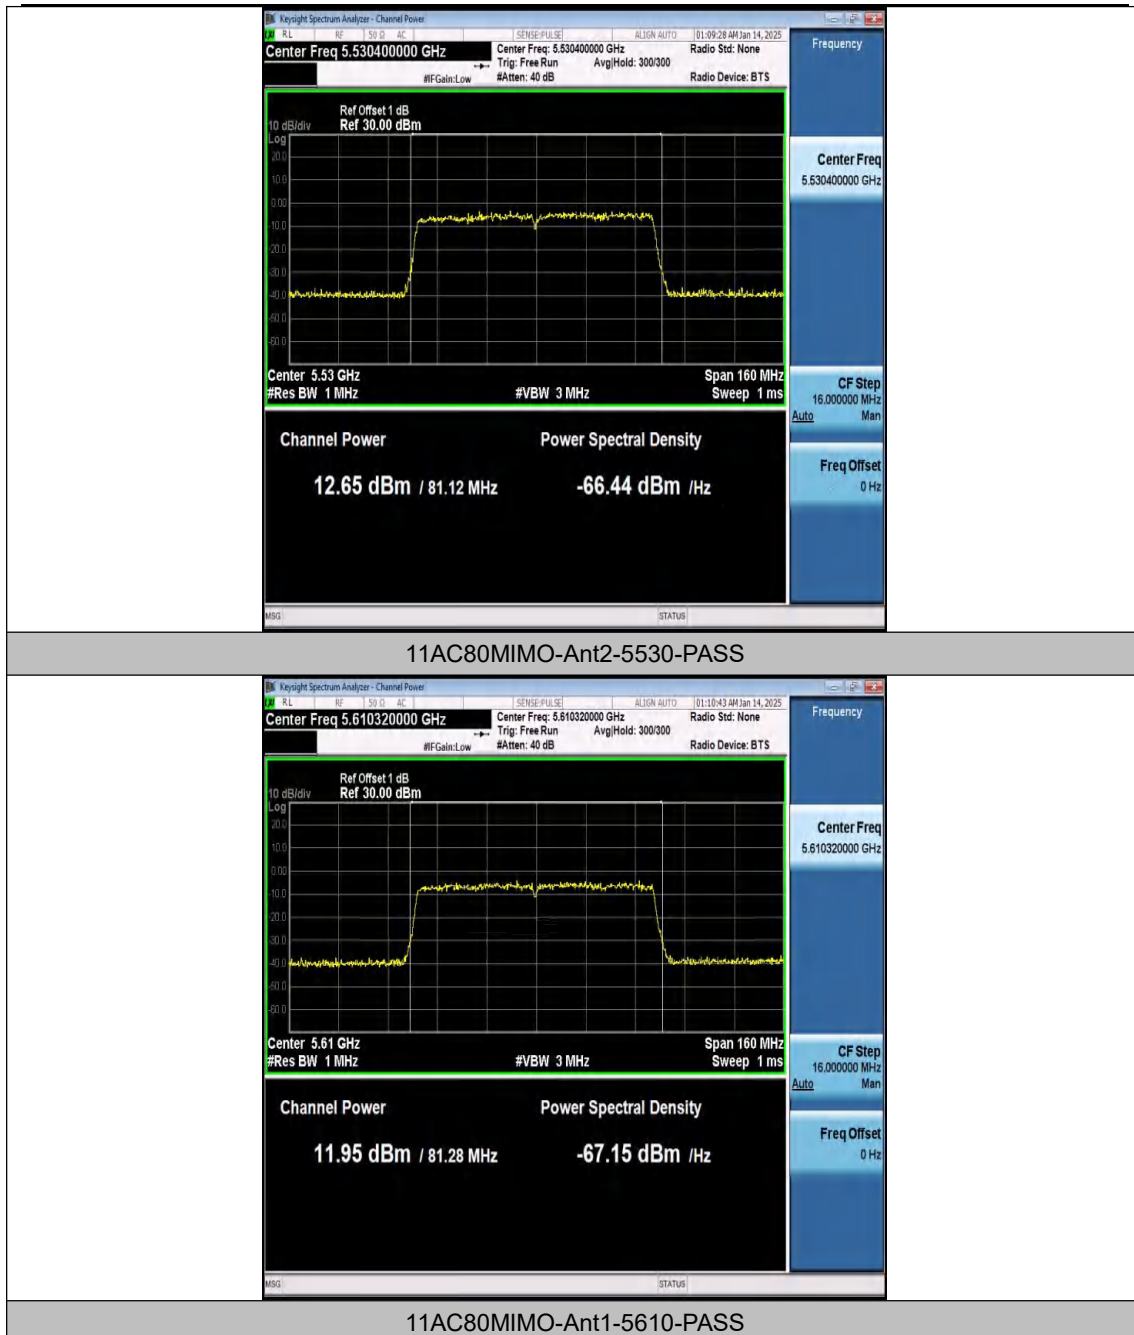 Keysight Spectrum Analyzer - Channel Power
RL RF 50 Ω AC SENSE:PULSE ALIGN AUTO 01:09:28 AM Jan 14, 2025
Center Freq 5.530400000 GHz Center Freq: 5.530400000 GHz Radio Std: None Frequency
Trig: Free Run Avg|Hold: 300/300
#IFGain:Low #Atten: 40 dB Radio Device: BTS
Ref Offset 1 dB
10 dB/div Ref 30.00 dBm
Log
20.0
10.0
0.00
-10.0
-20.0
-30.0
-40.0
-50.0
-60.0
Center Freq
5.530400000 GHz
Center 5.53 GHz Span 160 MHz
#Res BW 1 MHz #VBW 3 MHz Sweep 1 ms
CF Step
16.000000 MHz
Auto Man
Channel Power Power Spectral Density
12.65 dBm / 81.12 MHz -66.44 dBm /Hz
Freq Offset
0 Hz
MSG STATUS
11AC80MIMO-Ant2-5530-PASS
Keysight Spectrum Analyzer - Channel Power
RL RF 50 Ω AC SENSE:PULSE ALIGN AUTO 01:10:43 AM Jan 14, 2025
Center Freq 5.610320000 GHz Center Freq: 5.610320000 GHz Radio Std: None Frequency
Trig: Free Run Avg|Hold: 300/300
#IFGain:Low #Atten: 40 dB Radio Device: BTS
Ref Offset 1 dB
10 dB/div Ref 30.00 dBm
Log
20.0
10.0
0.00
-10.0
-20.0
-30.0
-40.0
-50.0
-60.0
Center Freq
5.610320000 GHz
Center 5.61 GHz Span 160 MHz
#Res BW 1 MHz #VBW 3 MHz Sweep 1 ms
CF Step
16.000000 MHz
Auto Man
Channel Power Power Spectral Density
11.95 dBm / 81.28 MHz -67.15 dBm /Hz
Freq Offset
0 Hz
MSG STATUS
11AC80MIMO-Ant1-5610-PASS